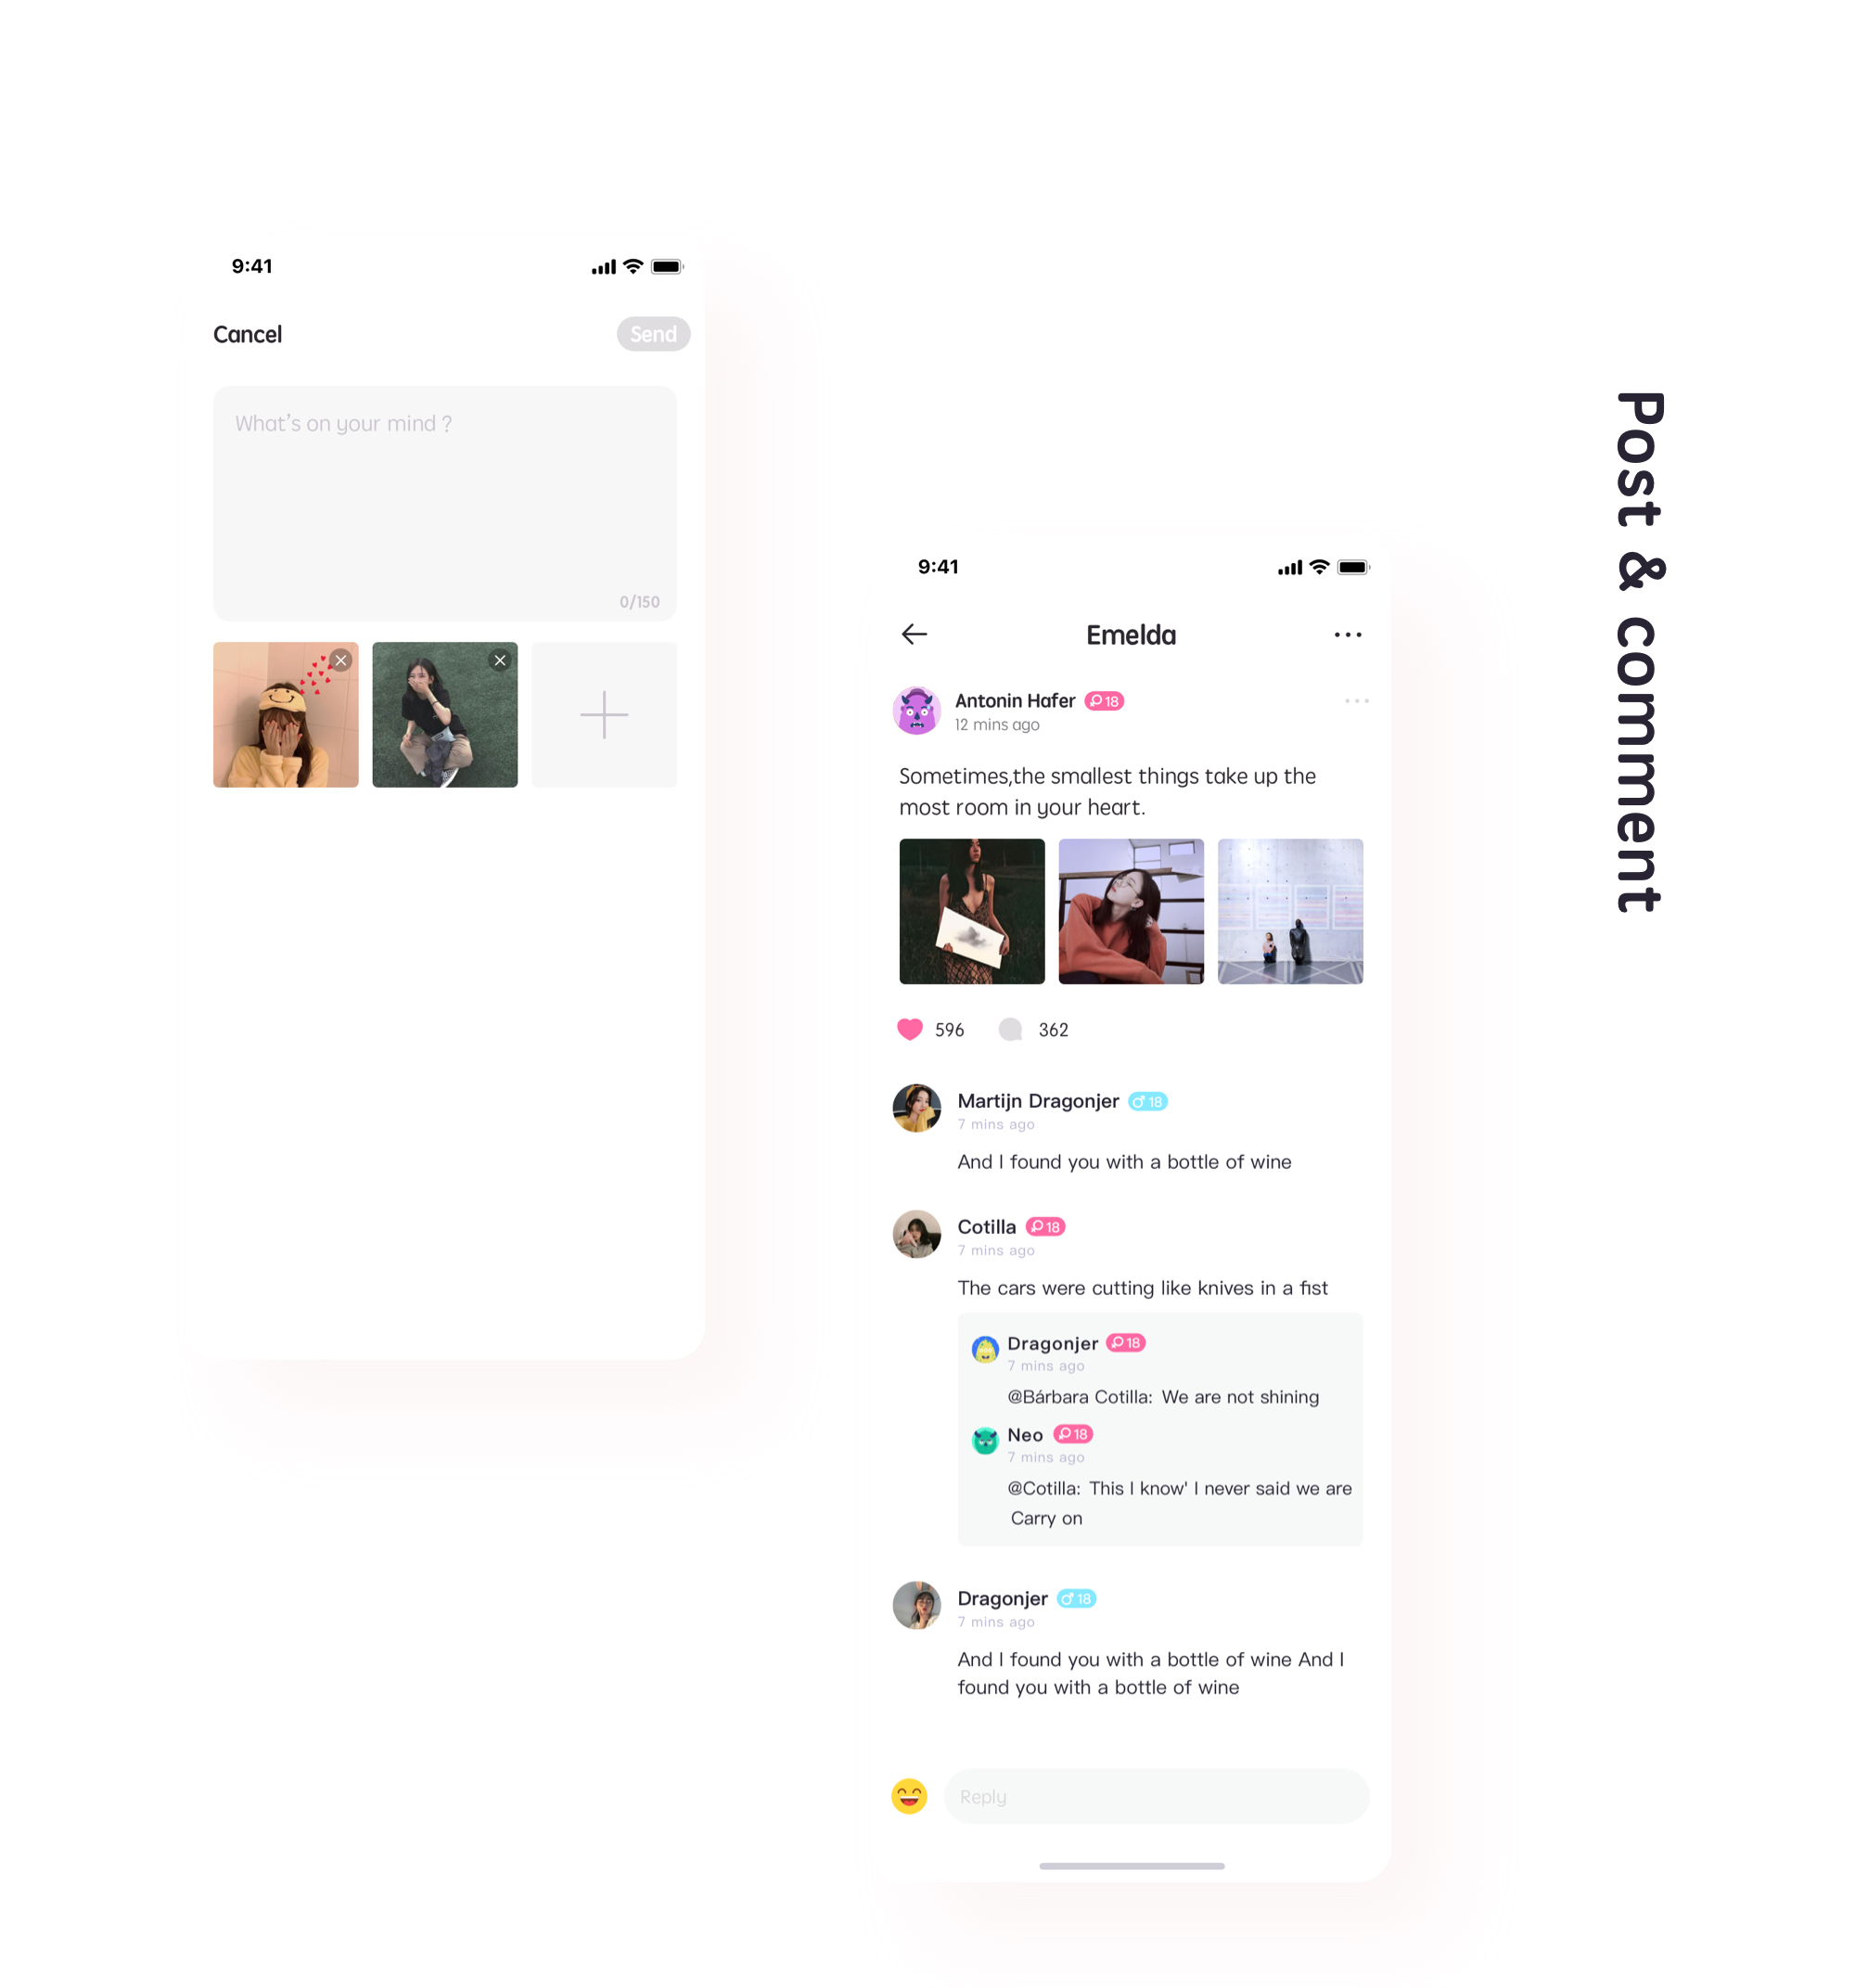 9:41
Cancel
Send
What's on your mind ?
0/150
Post & comment
9:41
Emelda
Antonin Hafer 18
12 mins ago
Sometimes,the smallest things take up the
most room in your heart.
596 362
Martijn Dragonjer 18
7 mins ago
And I found you with a bottle of wine
Cotilla 18
7 mins ago
The cars were cutting like knives in a fist
Dragonjer 18
7 mins ago
@Bárbara Cotilla: We are not shining
Neo 18
7 mins ago
@Cotilla: This I know' I never said we are
Carry on
Dragonjer 18
7 mins ago
And I found you with a bottle of wine And I
found you with a bottle of wine
Reply